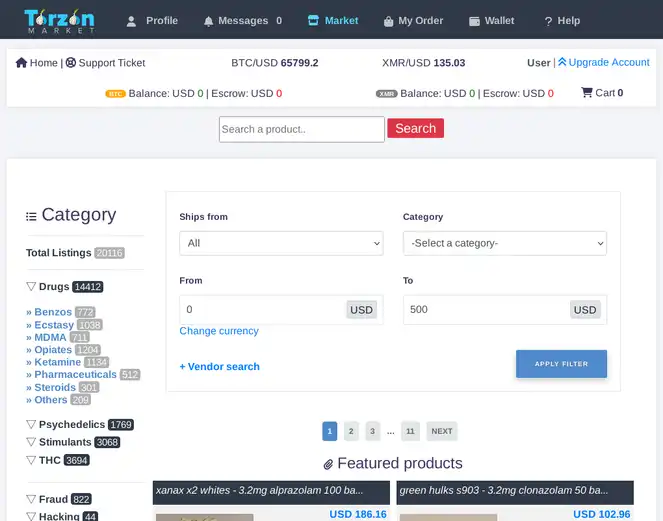 Torzon
MARKET
Profile
Messages 0
Market
My Order
Wallet
? Help
Home | Support Ticket
BTC/USD 65799.2
XMR/USD 135.03
User | Upgrade Account
BTC Balance: USD 0 | Escrow: USD 0
XMR Balance: USD 0 | Escrow: USD 0
Cart 0
Search a product..
Search
Category
Total Listings 20116
▽ Drugs 14412
» Benzos 772
» Ecstasy 1038
» MDMA 711
» Opiates 1204
» Ketamine 1134
» Pharmaceuticals 512
» Steroids 301
» Others 209
▽ Psychedelics 1769
▽ Stimulants 3068
▽ THC 3694
▽ Fraud 822
▽ Hacking 44
Ships from
All
Category
-Select a category-
From
0 USD
Change currency
To
500 USD
+ Vendor search
APPLY FILTER
1 2 3 ... 11 NEXT
Featured products
xanax x2 whites - 3.2mg alprazolam 100 ba...
USD 186.16
green hulks s903 - 3.2mg clonazolam 50 ba...
USD 102.96